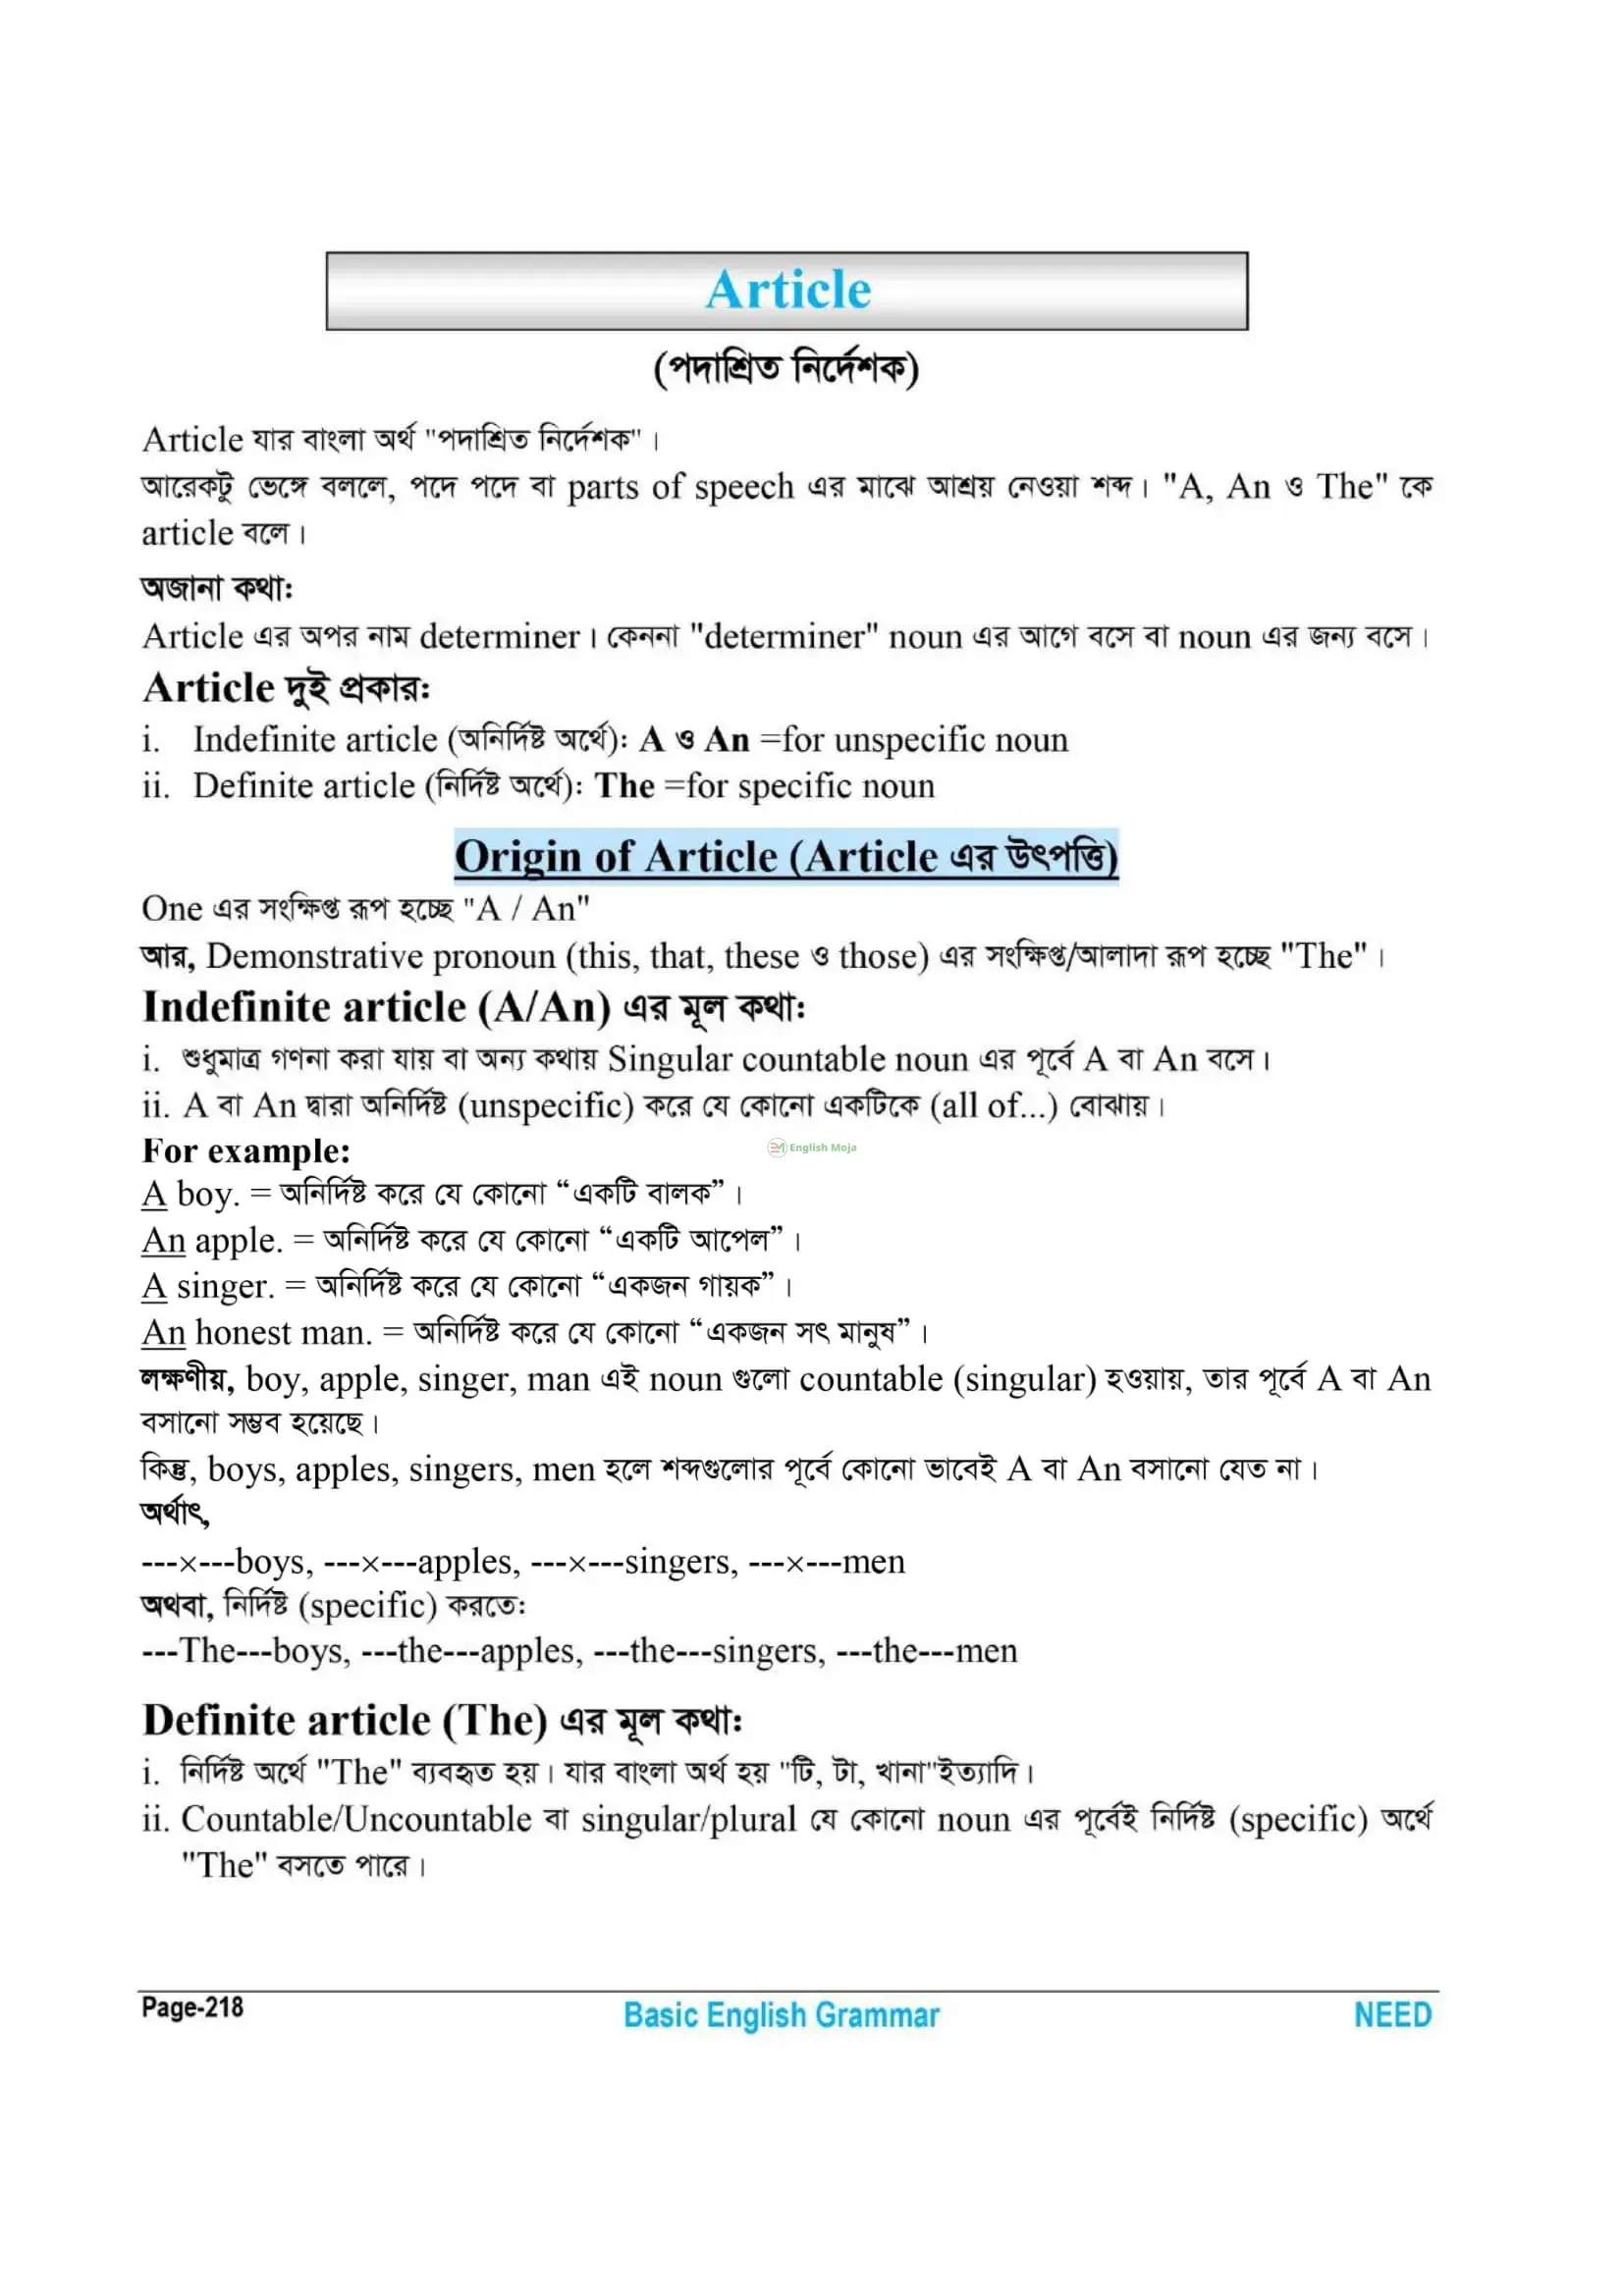 Article
(পদাশ্রিত নির্দেশক)
Article যার বাংলা অর্থ "পদাশ্রিত নির্দেশক"।
আরেকটু ভেঙ্গে বললে, পদে পদে বা parts of speech এর মাঝে আশ্রয় নেওয়া শব্দ। "A, An ও The" কে
article বলে।
অজানা কথাঃ
Article এর অপর নাম determiner। কেননা "determiner" noun এর আগে বসে বা noun এর জন্য বসে।
Article দুই প্রকারঃ
i. Indefinite article (অনির্দিষ্ট অর্থে)ঃ A ও An =for unspecific noun
ii. Definite article (নির্দিষ্ট অর্থে)ঃ The =for specific noun
Origin of Article (Article এর উৎপত্তি)
One এর সংক্ষিপ্ত রূপ হচ্ছে "A / An"
আর, Demonstrative pronoun (this, that, these ও those) এর সংক্ষিপ্ত/আলাদা রূপ হচ্ছে "The"।
Indefinite article (A/An) এর মূল কথাঃ
i. শুধুমাত্র গণনা করা যায় বা অন্য কথায় Singular countable noun এর পূর্বে A বা An বসে।
ii. A বা An দ্বারা অনির্দিষ্ট (unspecific) করে যে কোনো একটিকে (all of...) বোঝায়।
For example:
EM English Moja
A boy. = অনির্দিষ্ট করে যে কোনো “একটি বালক”।
An apple. = অনির্দিষ্ট করে যে কোনো “একটি আপেল”।
A singer. = অনির্দিষ্ট করে যে কোনো “একজন গায়ক”।
An honest man. = অনির্দিষ্ট করে যে কোনো “একজন সৎ মানুষ”।
লক্ষণীয়, boy, apple, singer, man এই noun গুলো countable (singular) হওয়ায়, তার পূর্বে A বা An
বসানো সম্ভব হয়েছে।
কিন্তু, boys, apples, singers, men হলে শব্দগুলোর পূর্বে কোনো ভাবেই A বা An বসানো যেত না।
অর্থাৎ,
---×---boys, ---×---apples, ---×---singers, ---×---men
অথবা, নির্দিষ্ট (specific) করতেঃ
---The---boys, ---the---apples, ---the---singers, ---the---men
Definite article (The) এর মূল কথাঃ
i. নির্দিষ্ট অর্থে "The" ব্যবহৃত হয়। যার বাংলা অর্থ হয় "টি, টা, খানা"ইত্যাদি।
ii. Countable/Uncountable বা singular/plural যে কোনো noun এর পূর্বেই নির্দিষ্ট (specific) অর্থে
"The" বসতে পারে।
Page-218 Basic English Grammar NEED